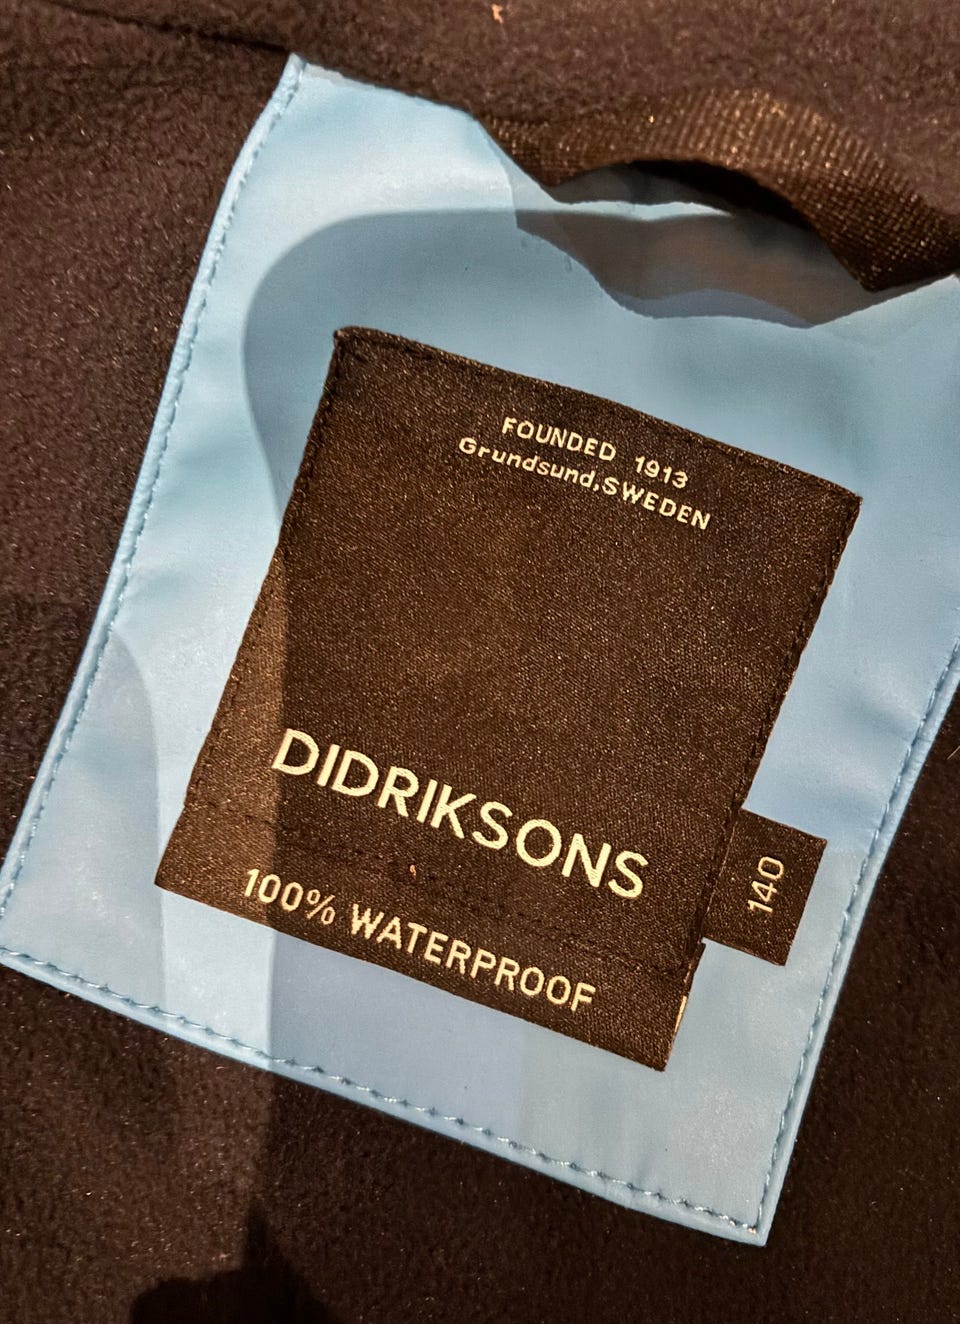 FOUNDED 1913
Grundsund,SWEDEN
DIDRIKSONS
100% WATERPROOF
140